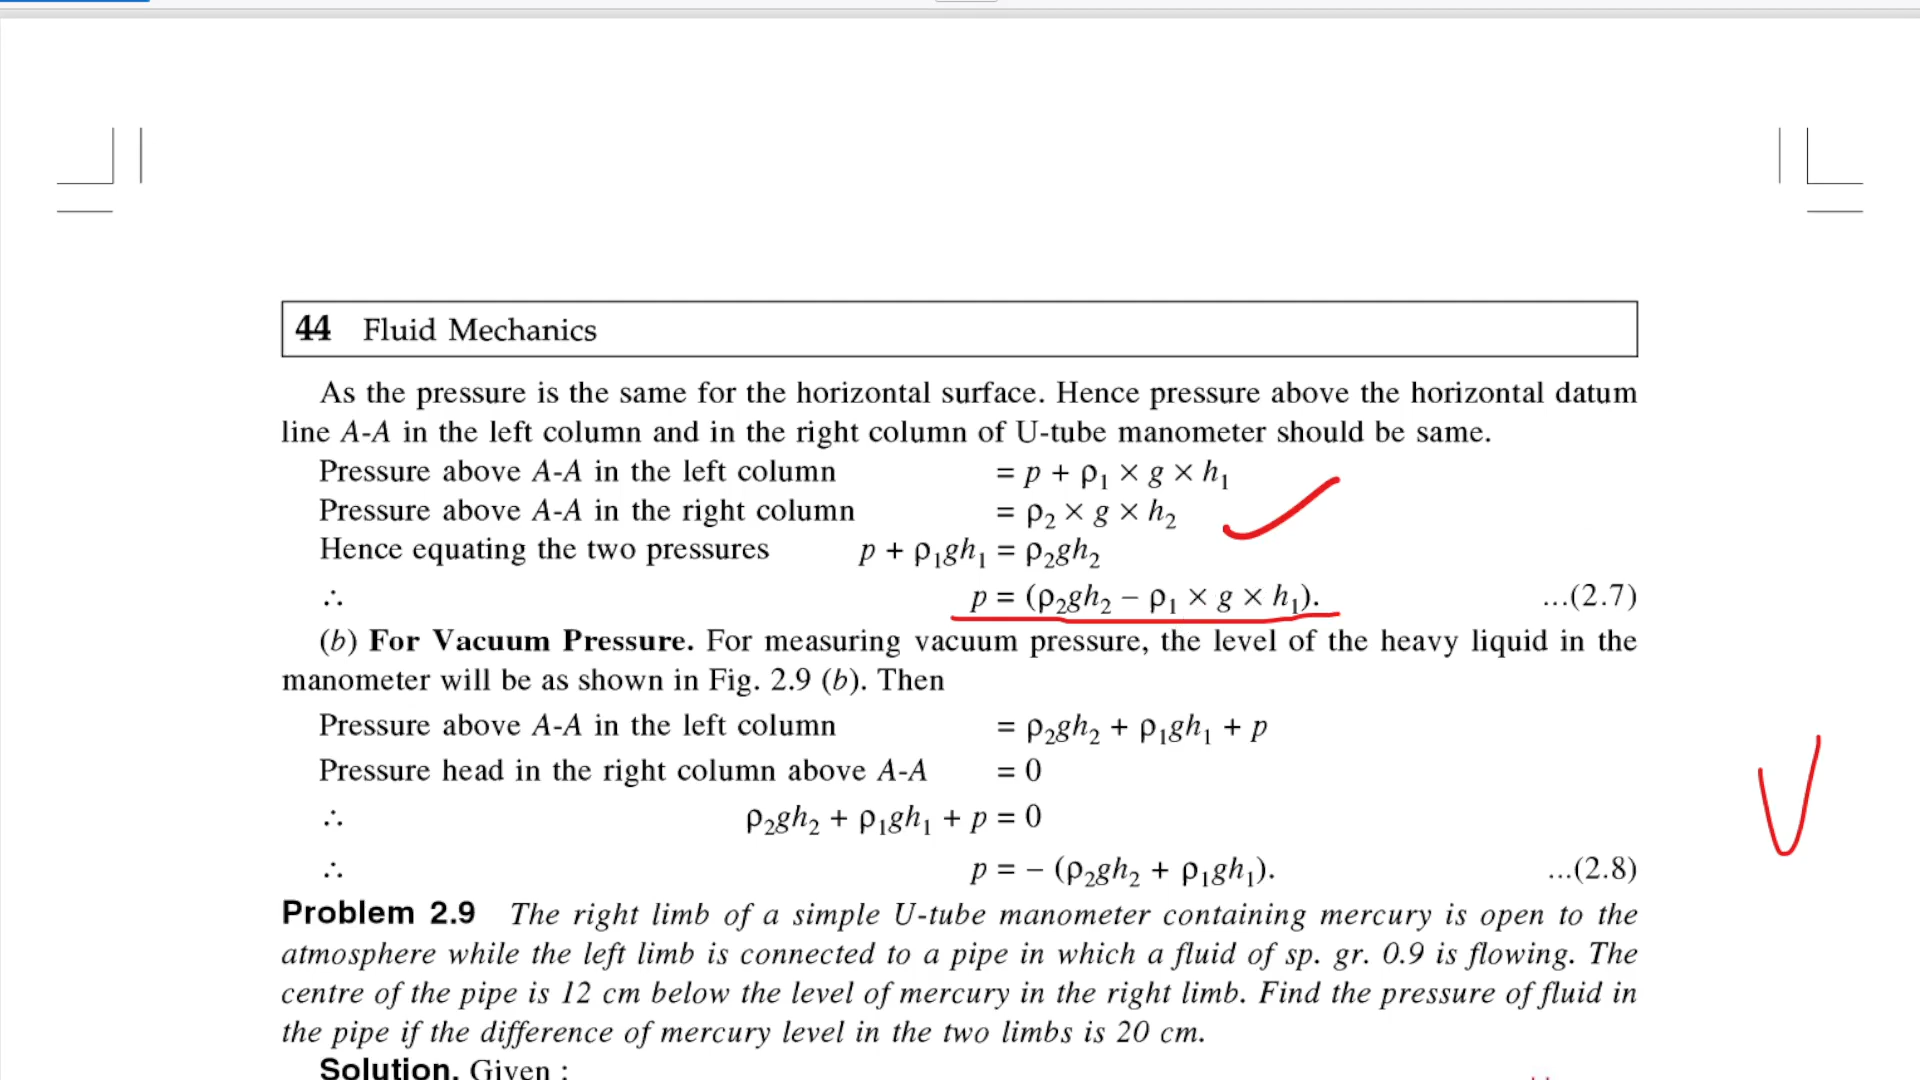 44 Fluid Mechanics
As the pressure is the same for the horizontal surface. Hence pressure above the horizontal datum
line A-A in the left column and in the right column of U-tube manometer should be same.
Pressure above A-A in the left column = p + ρ₁ × g × h₁
Pressure above A-A in the right column = ρ₂ × g × h₂
Hence equating the two pressures p + ρ₁gh₁ = ρ₂gh₂
∴ p = (ρ₂gh₂ − ρ₁ × g × h₁). ...(2.7)
(b) For Vacuum Pressure. For measuring vacuum pressure, the level of the heavy liquid in the
manometer will be as shown in Fig. 2.9 (b). Then
Pressure above A-A in the left column = ρ₂gh₂ + ρ₁gh₁ + p
Pressure head in the right column above A-A = 0
∴ ρ₂gh₂ + ρ₁gh₁ + p = 0
∴ p = − (ρ₂gh₂ + ρ₁gh₁). ...(2.8)
Problem 2.9 The right limb of a simple U-tube manometer containing mercury is open to the
atmosphere while the left limb is connected to a pipe in which a fluid of sp. gr. 0.9 is flowing. The
centre of the pipe is 12 cm below the level of mercury in the right limb. Find the pressure of fluid in
the pipe if the difference of mercury level in the two limbs is 20 cm.
Solution. Given :